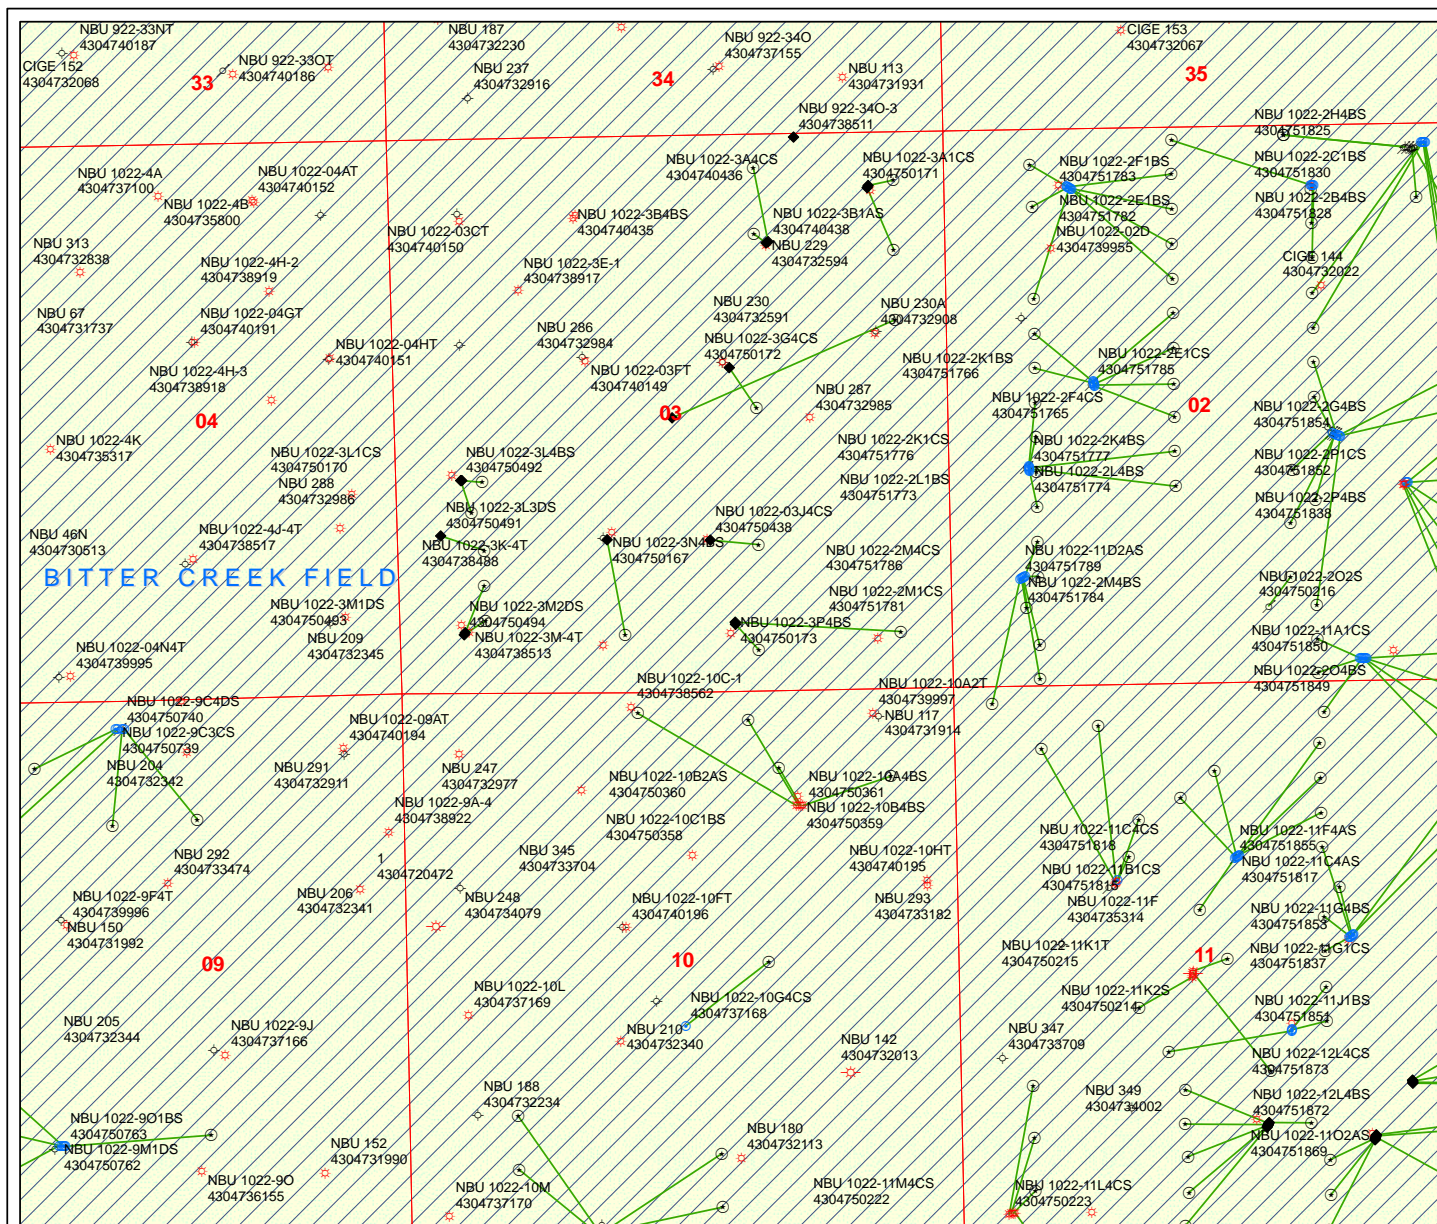 NBU 922-33NT
4304740187
CIGE 152
4304732068
NBU 922-33OT
4304740186
33
NBU 187
4304732230
NBU 237
4304732916
NBU 922-34O
4304737155
34
NBU 113
4304731931
NBU 922-34O-3
4304738511
CIGE 153
4304732067
35
NBU 1022-2H4BS
4304751825
NBU 1022-4A
4304737100
NBU 1022-04AT
4304740152
NBU 1022-4B
4304735800
NBU 1022-03CT
4304740150
NBU 1022-3A4CS
4304740436
NBU 1022-3A1CS
4304750171
NBU 1022-3B4BS
4304740435
NBU 1022-3B1AS
4304740438
NBU 229
4304732594
NBU 1022-2F1BS
4304751783
NBU 1022-2E1BS
4304751782
NBU 1022-02D
4304739955
NBU 1022-2C1BS
4304751830
NBU 1022-2B4BS
4304751828
CIGE 144
4304732022
NBU 313
4304732838
NBU 1022-4H-2
4304738919
NBU 1022-3E-1
4304738917
NBU 67
4304731737
NBU 1022-04GT
4304740191
NBU 1022-04HT
4304740151
NBU 1022-4H-3
4304738918
NBU 286
4304732984
NBU 1022-03FT
4304740149
NBU 230
4304732591
NBU 1022-3G4CS
4304750172
NBU 230A
4304732908
NBU 1022-2K1BS
4304751766
NBU 1022-2E1CS
4304751785
NBU 287
4304732985
NBU 1022-2F4CS
4304751765
04
03
02
NBU 1022-2G4BS
4304751854
NBU 1022-4K
4304735317
NBU 1022-3L1CS
4304750170
NBU 288
4304732986
NBU 1022-3L4BS
4304750492
NBU 1022-2K1CS
4304751776
NBU 1022-2K4BS
4304751777
NBU 1022-2L4BS
4304751774
NBU 1022-2L1BS
4304751773
NBU 1022-2P1CS
4304751852
NBU 1022-2P4BS
4304751838
NBU 46N
4304730513
NBU 1022-4J-4T
4304738517
NBU 1022-3L3DS
4304750491
NBU 1022-3K-4T
4304738488
NBU 1022-3N4BS
4304750167
NBU 1022-03J4CS
4304750438
NBU 1022-2M4CS
4304751786
NBU 1022-11D2AS
4304751789
NBU 1022-2M4BS
4304751784
NBU 1022-2O2S
4304750216
BITTER CREEK FIELD
NBU 1022-3M1DS
4304750493
NBU 209
4304732345
NBU 1022-3M2DS
4304750494
NBU 1022-3M-4T
4304738513
NBU 1022-3P4BS
4304750173
NBU 1022-2M1CS
4304751781
NBU 1022-11A1CS
4304751850
NBU 1022-2O4BS
4304751849
NBU 1022-04N4T
4304739995
NBU 1022-9C4DS
4304750740
NBU 1022-9C3CS
4304750739
NBU 204
4304732342
NBU 1022-09AT
4304740194
NBU 291
4304732911
NBU 1022-10C-1
4304738562
NBU 1022-10A2T
4304739997
NBU 117
4304731914
NBU 247
4304732977
NBU 1022-9A-4
4304738922
NBU 1022-10B2AS
4304750360
NBU 1022-10C1BS
4304750358
NBU 1022-10A4BS
4304750361
NBU 1022-10B4BS
4304750359
NBU 292
4304733474
1
4304720472
NBU 345
4304733704
NBU 1022-10HT
4304740195
NBU 293
4304733182
NBU 1022-11C4CS
4304751818
NBU 1022-11B1CS
4304751815
NBU 1022-11F
4304735314
NBU 1022-11F4AS
4304751855
NBU 1022-11C4AS
4304751817
NBU 1022-11G4BS
4304751853
NBU 1022-11G1CS
4304751837
NBU 1022-9F4T
4304739996
NBU 150
4304731992
NBU 206
4304732341
NBU 248
4304734079
NBU 1022-10FT
4304740196
09
10
11
NBU 1022-11K1T
4304750215
NBU 1022-11K2S
4304750214
NBU 1022-11J1BS
4304751851
NBU 205
4304732344
NBU 1022-9J
4304737166
NBU 1022-10L
4304737169
NBU 1022-10G4CS
4304737168
NBU 210
4304732340
NBU 142
4304732013
NBU 347
4304733709
NBU 1022-12L4CS
4304751873
NBU 349
4304734002
NBU 1022-12L4BS
4304751872
NBU 1022-11O2AS
4304751869
NBU 188
4304732234
NBU 1022-9O1BS
4304750763
NBU 1022-9M1DS
4304750762
NBU 152
4304731990
NBU 1022-9O
4304736155
NBU 180
4304732113
NBU 1022-10M
4304737170
NBU 1022-11M4CS
4304750222
NBU 1022-11L4CS
4304750223